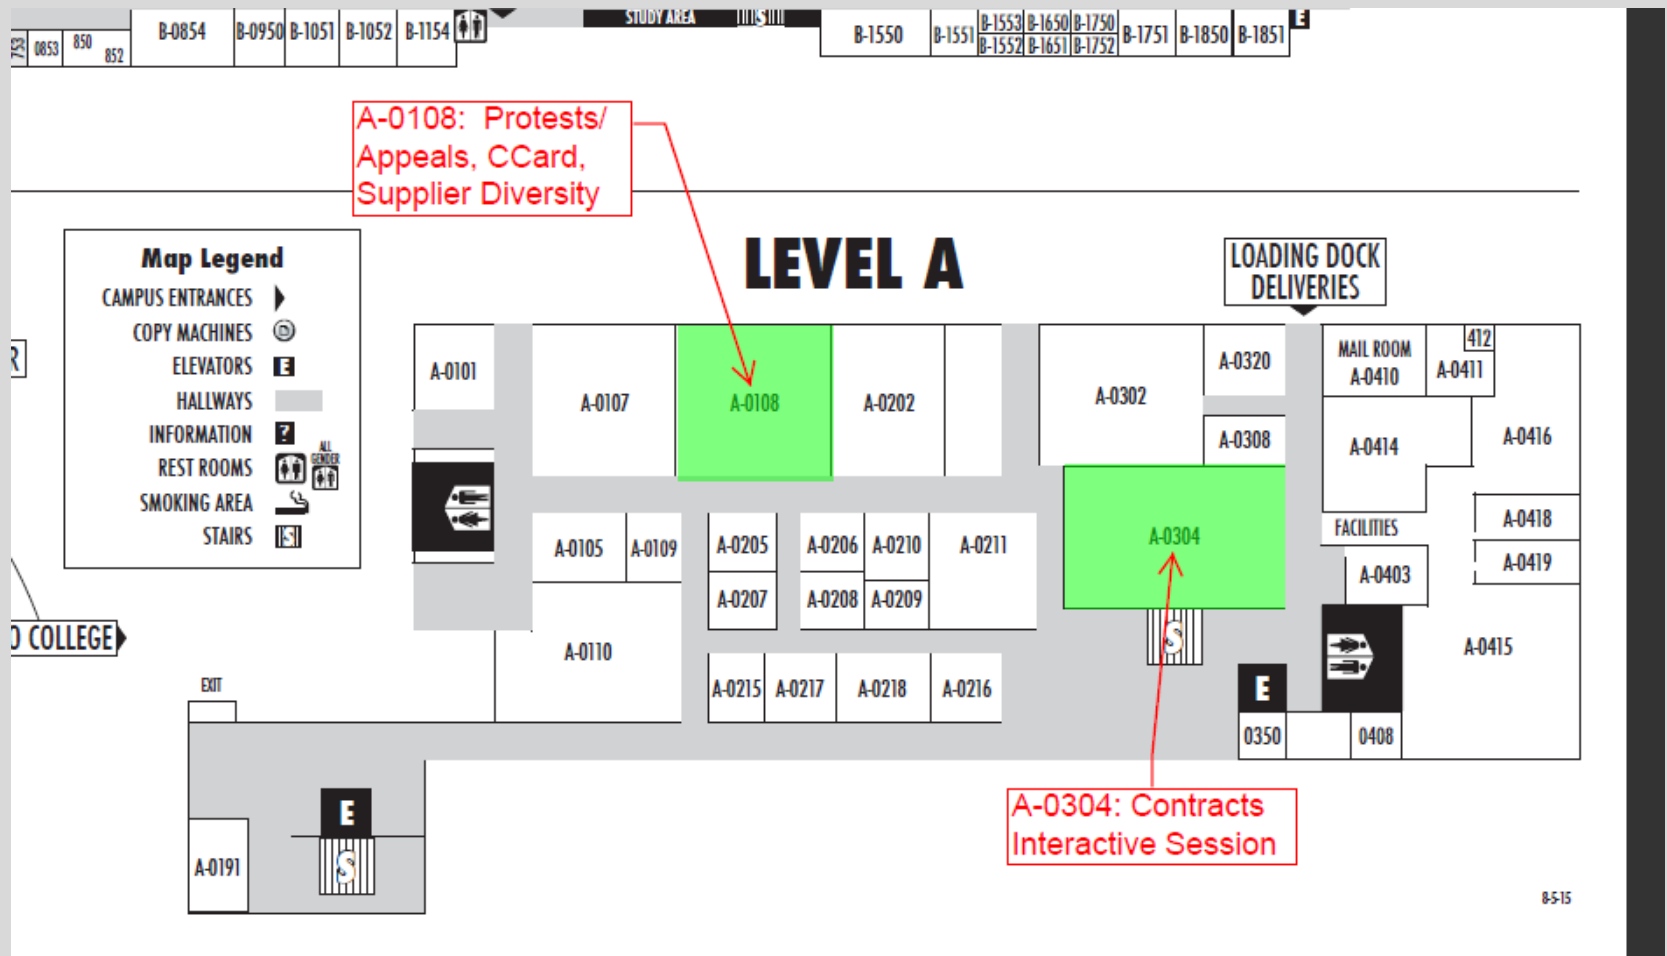 753
0853
850
852
B-0854
B-0950
B-1051
B-1052
B-1154
STUDY AREA
S
B-1550
B-1551
B-1553
B-1650
B-1750
B-1552
B-1651
B-1752
B-1751
B-1850
B-1851
E
A-0108: Protests/
Appeals, CCard,
Supplier Diversity
Map Legend
CAMPUS ENTRANCES
COPY MACHINES
ELEVATORS E
HALLWAYS
INFORMATION ?
REST ROOMS
ALL
GENDER
SMOKING AREA
STAIRS S
LEVEL A
LOADING DOCK
DELIVERIES
R
A-0101
A-0107
A-0108
A-0202
A-0302
A-0320
A-0308
MAIL ROOM
A-0410
412
A-0411
A-0414
A-0416
A-0304
FACILITIES
A-0418
A-0419
A-0403
A-0105
A-0109
A-0205
A-0206
A-0210
A-0211
A-0207
A-0208
A-0209
A-0110
S
A-0415
O COLLEGE
EXIT
A-0215
A-0217
A-0218
A-0216
E
0350
0408
E
S
A-0191
A-0304: Contracts
Interactive Session
8-5-15